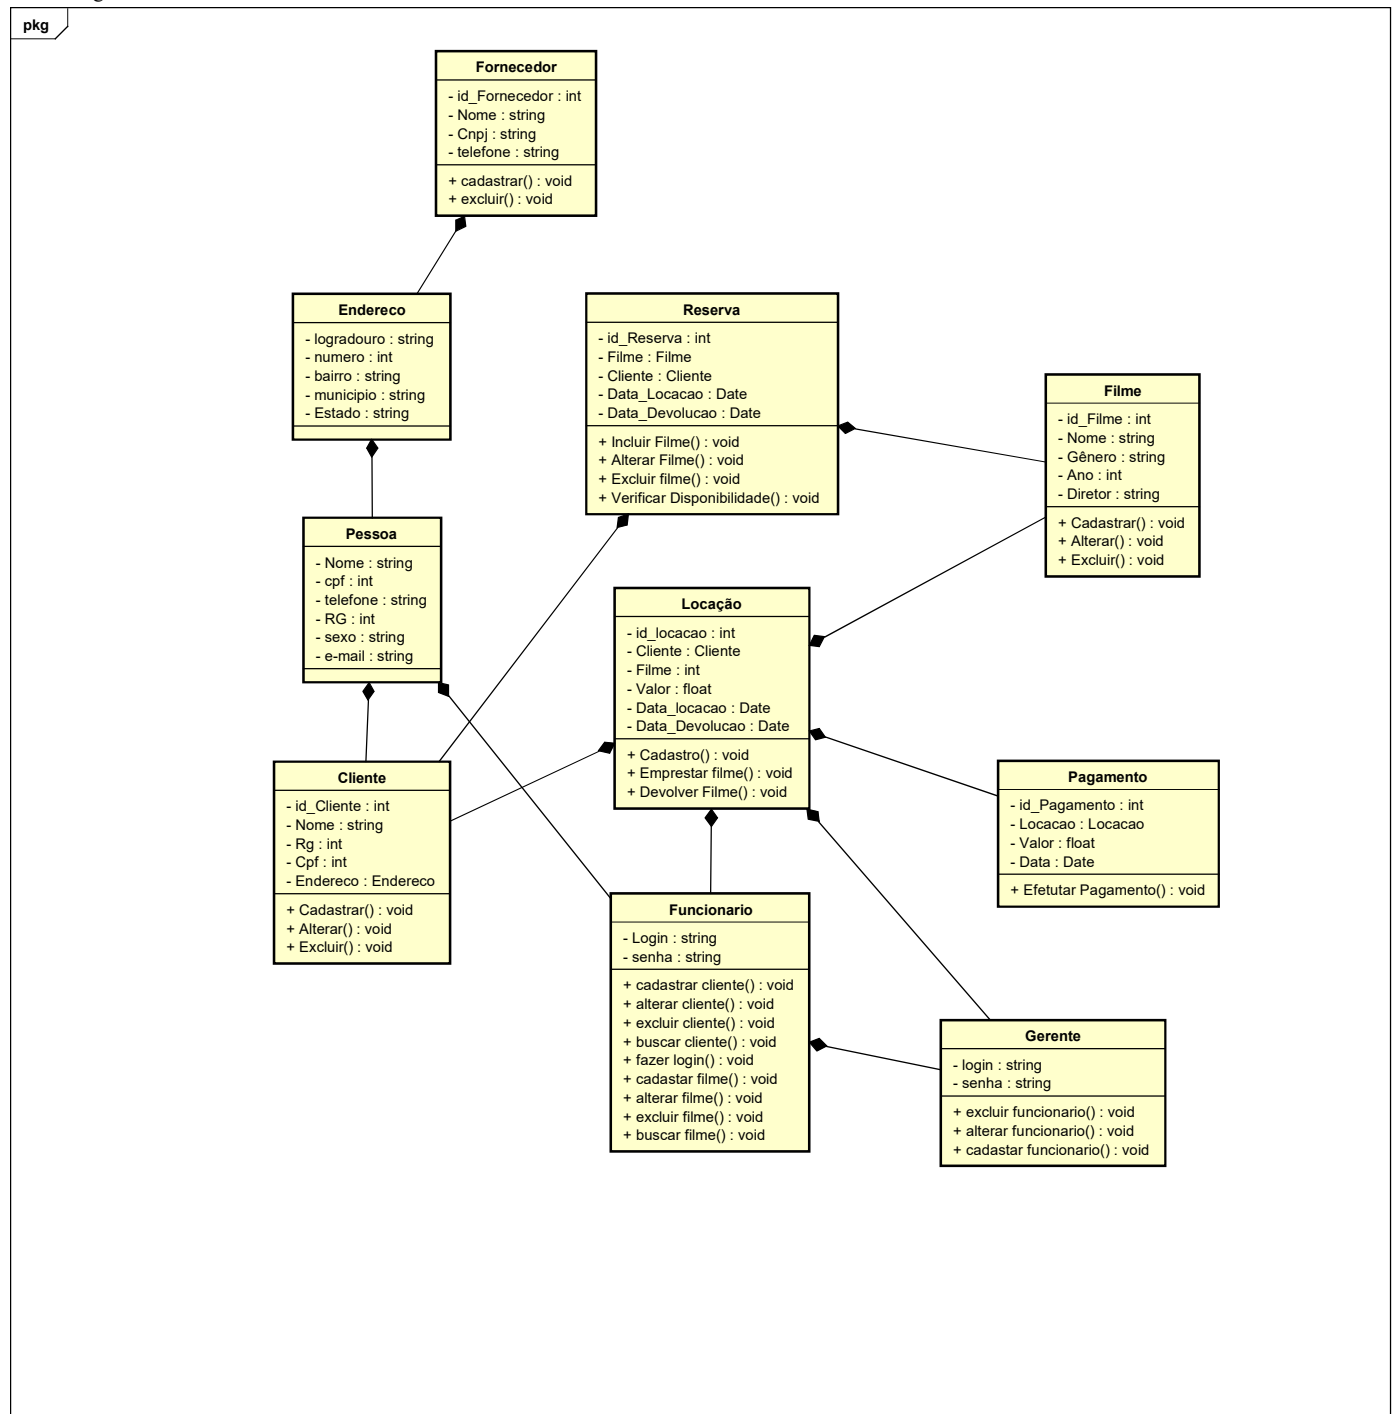 pkg
Fornecedor
- id_Fornecedor : int
- Nome : string
- Cnpj : string
- telefone : string
+ cadastrar() : void
+ excluir() : void
Endereco
- logradouro : string
- numero : int
- bairro : string
- municipio : string
- Estado : string
Reserva
- id_Reserva : int
- Filme : Filme
- Cliente : Cliente
- Data_Locacao : Date
- Data_Devolucao : Date
+ Incluir Filme() : void
+ Alterar Filme() : void
+ Excluir filme() : void
+ Verificar Disponibilidade() : void
Filme
- id_Filme : int
- Nome : string
- Gênero : string
- Ano : int
- Diretor : string
+ Cadastrar() : void
+ Alterar() : void
+ Excluir() : void
Pessoa
- Nome : string
- cpf : int
- telefone : string
- RG : int
- sexo : string
- e-mail : string
Locação
- id_locacao : int
- Cliente : Cliente
- Filme : int
- Valor : float
- Data_locacao : Date
- Data_Devolucao : Date
+ Cadastro() : void
+ Emprestar filme() : void
+ Devolver Filme() : void
Cliente
- id_Cliente : int
- Nome : string
- Rg : int
- Cpf : int
- Endereco : Endereco
+ Cadastrar() : void
+ Alterar() : void
+ Excluir() : void
Pagamento
- id_Pagamento : int
- Locacao : Locacao
- Valor : float
- Data : Date
+ Efetutar Pagamento() : void
Funcionario
- Login : string
- senha : string
+ cadastrar cliente() : void
+ alterar cliente() : void
+ excluir cliente() : void
+ buscar cliente() : void
+ fazer login() : void
+ cadastar filme() : void
+ alterar filme() : void
+ excluir filme() : void
+ buscar filme() : void
Gerente
- login : string
- senha : string
+ excluir funcionario() : void
+ alterar funcionario() : void
+ cadastar funcionario() : void